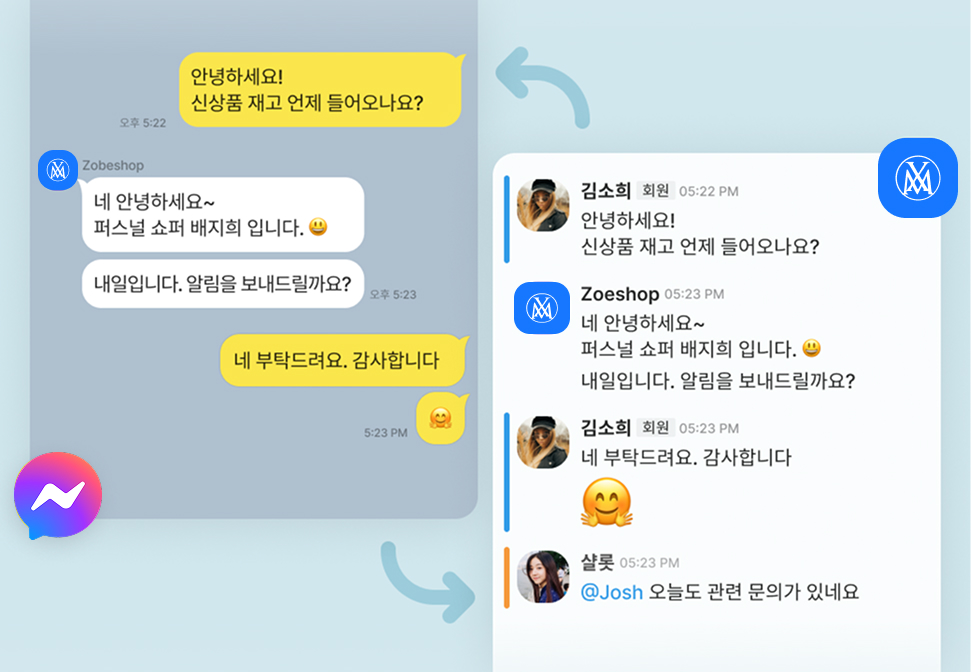 안녕하세요!
신상품 재고 언제 들어오나요?
오후 5:22
Zobeshop
네 안녕하세요~
퍼스널 쇼퍼 배지희 입니다. 😃
내일입니다. 알림을 보내드릴까요?
오후 5:23
네 부탁드려요. 감사합니다
🤗
5:23 PM
김소희 회원 05:22 PM
안녕하세요!
신상품 재고 언제 들어오나요?
Zoeshop 05:23 PM
네 안녕하세요~
퍼스널 쇼퍼 배지희 입니다. 😃
내일입니다. 알림을 보내드릴까요?
김소희 회원 05:23 PM
네 부탁드려요. 감사합니다
🤗
샬롯 05:23 PM
@Josh 오늘도 관련 문의가 있네요